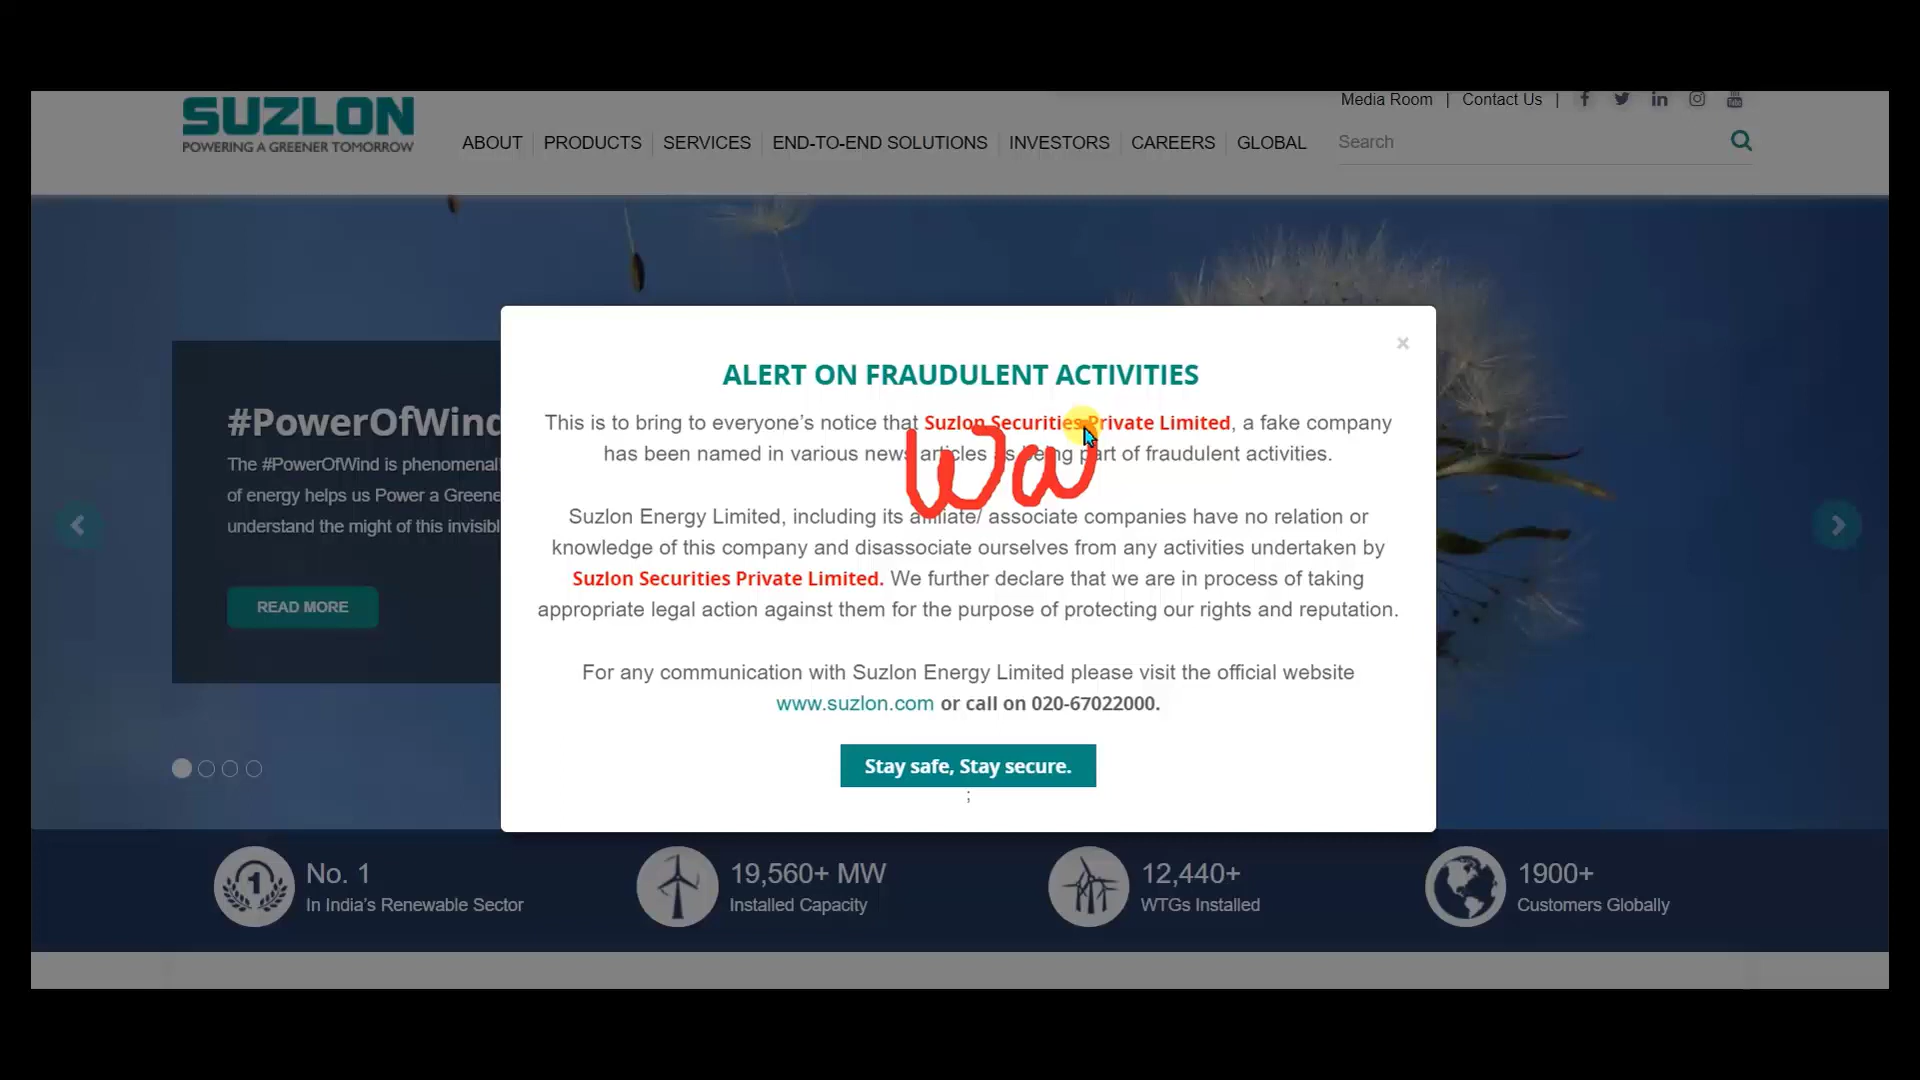 SUZLON
POWERING A GREENER TOMORROW
Media Room | Contact Us |
ABOUT PRODUCTS SERVICES END-TO-END SOLUTIONS INVESTORS CAREERS GLOBAL Search
#PowerOfWind
The #PowerOfWind is phenomenal
of energy helps us Power a Greene
understand the might of this invisibl
READ MORE
×
ALERT ON FRAUDULENT ACTIVITIES
This is to bring to everyone's notice that Suzlon Securities Private Limited, a fake company
has been named in various news articles as being part of fraudulent activities.
Wa
Suzlon Energy Limited, including its affiliate/ associate companies have no relation or
knowledge of this company and disassociate ourselves from any activities undertaken by
Suzlon Securities Private Limited. We further declare that we are in process of taking
appropriate legal action against them for the purpose of protecting our rights and reputation.
For any communication with Suzlon Energy Limited please visit the official website
www.suzlon.com or call on 020-67022000.
Stay safe, Stay secure.
;
1
No. 1
In India's Renewable Sector
19,560+ MW
Installed Capacity
12,440+
WTGs Installed
1900+
Customers Globally